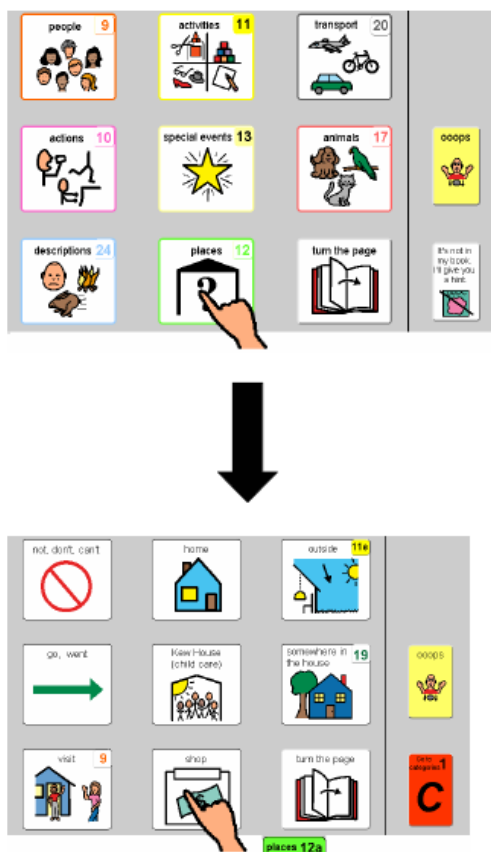 people 9
activities 11
transport 20
actions 10
special events 13
animals 17
ooops
descriptions 24
places 12
turn the page
It's not in
my book.
I'll give you
a hint.
?
not, don't, can't
home
outside 11e
go, went
Kew House
(child care)
somewhere in
the house 19
ooops
visit 9
shop
turn the page
Go to
categories 1
C
places 12a